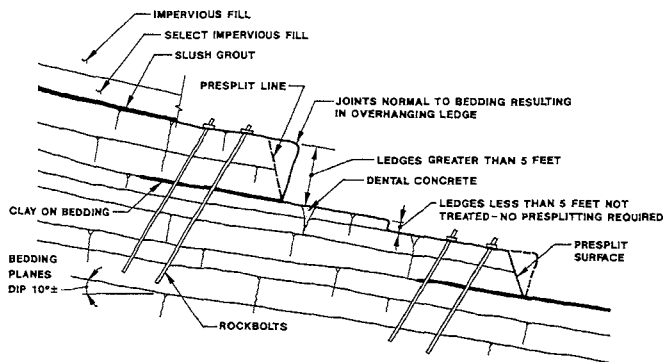 IMPERVIOUS FILL
SELECT IMPERVIOUS FILL
SLUSH GROUT
PRESPLIT LINE
JOINTS NORMAL TO BEDDING RESULTING
IN OVERHANGING LEDGE
LEDGES GREATER THAN 5 FEET
DENTAL CONCRETE
LEDGES LESS THAN 5 FEET NOT
TREATED-NO PRESPLITTING REQUIRED
CLAY ON BEDDING
PRESPLIT
SURFACE
BEDDING
PLANES
DIP 10°±
ROCKBOLTS